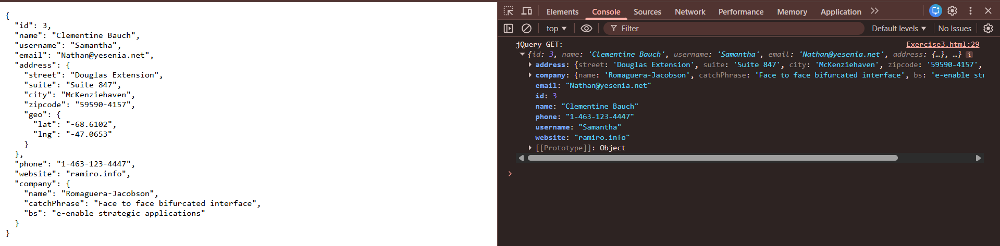 {
"id": 3,
"name": "Clementine Bauch",
"username": "Samantha",
"email": "Nathan@yesenia.net",
"address": {
"street": "Douglas Extension",
"suite": "Suite 847",
"city": "McKenziehaven",
"zipcode": "59590-4157",
"geo": {
"lat": "-68.6102",
"lng": "-47.0653"
}
},
"phone": "1-463-123-4447",
"website": "ramiro.info",
"company": {
"name": "Romaguera-Jacobson",
"catchPhrase": "Face to face bifurcated interface",
"bs": "e-enable strategic applications"
}
}
Elements Console Sources Network Performance Memory Application
top Filter Default levels No Issues
jQuery GET: Exercise3.html:29
{id: 3, name: 'Clementine Bauch', username: 'Samantha', email: 'Nathan@yesenia.net', address: {…}, …}
address: {street: 'Douglas Extension', suite: 'Suite 847', city: 'McKenziehaven', zipcode: '59590-4157',
company: {name: 'Romaguera-Jacobson', catchPhrase: 'Face to face bifurcated interface', bs: 'e-enable str
email: "Nathan@yesenia.net"
id: 3
name: "Clementine Bauch"
phone: "1-463-123-4447"
username: "Samantha"
website: "ramiro.info"
[[Prototype]]: Object